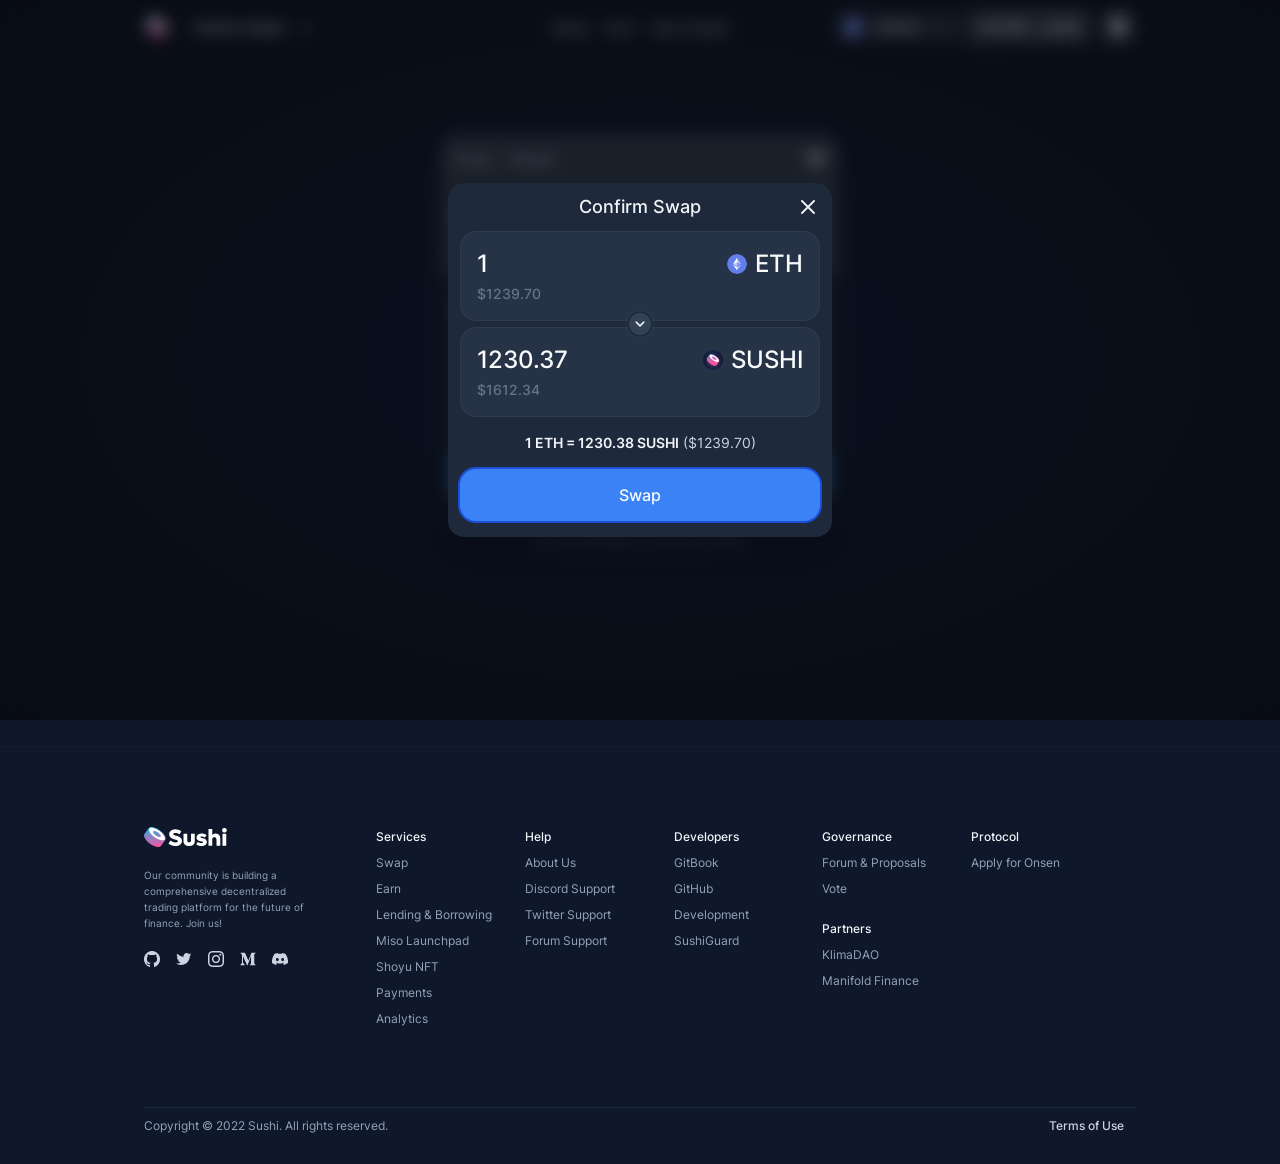 Confirm Swap
1 ETH
$1239.70
1230.37 SUSHI
$1612.34
1 ETH = 1230.38 SUSHI ($1239.70)
Swap
Sushi
Our community is building a
comprehensive decentralized
trading platform for the future of
finance. Join us!
Services
Swap
Earn
Lending & Borrowing
Miso Launchpad
Shoyu NFT
Payments
Analytics
Help
About Us
Discord Support
Twitter Support
Forum Support
Developers
GitBook
GitHub
Development
SushiGuard
Governance
Forum & Proposals
Vote
Partners
KlimaDAO
Manifold Finance
Protocol
Apply for Onsen
Copyright © 2022 Sushi. All rights reserved.
Terms of Use